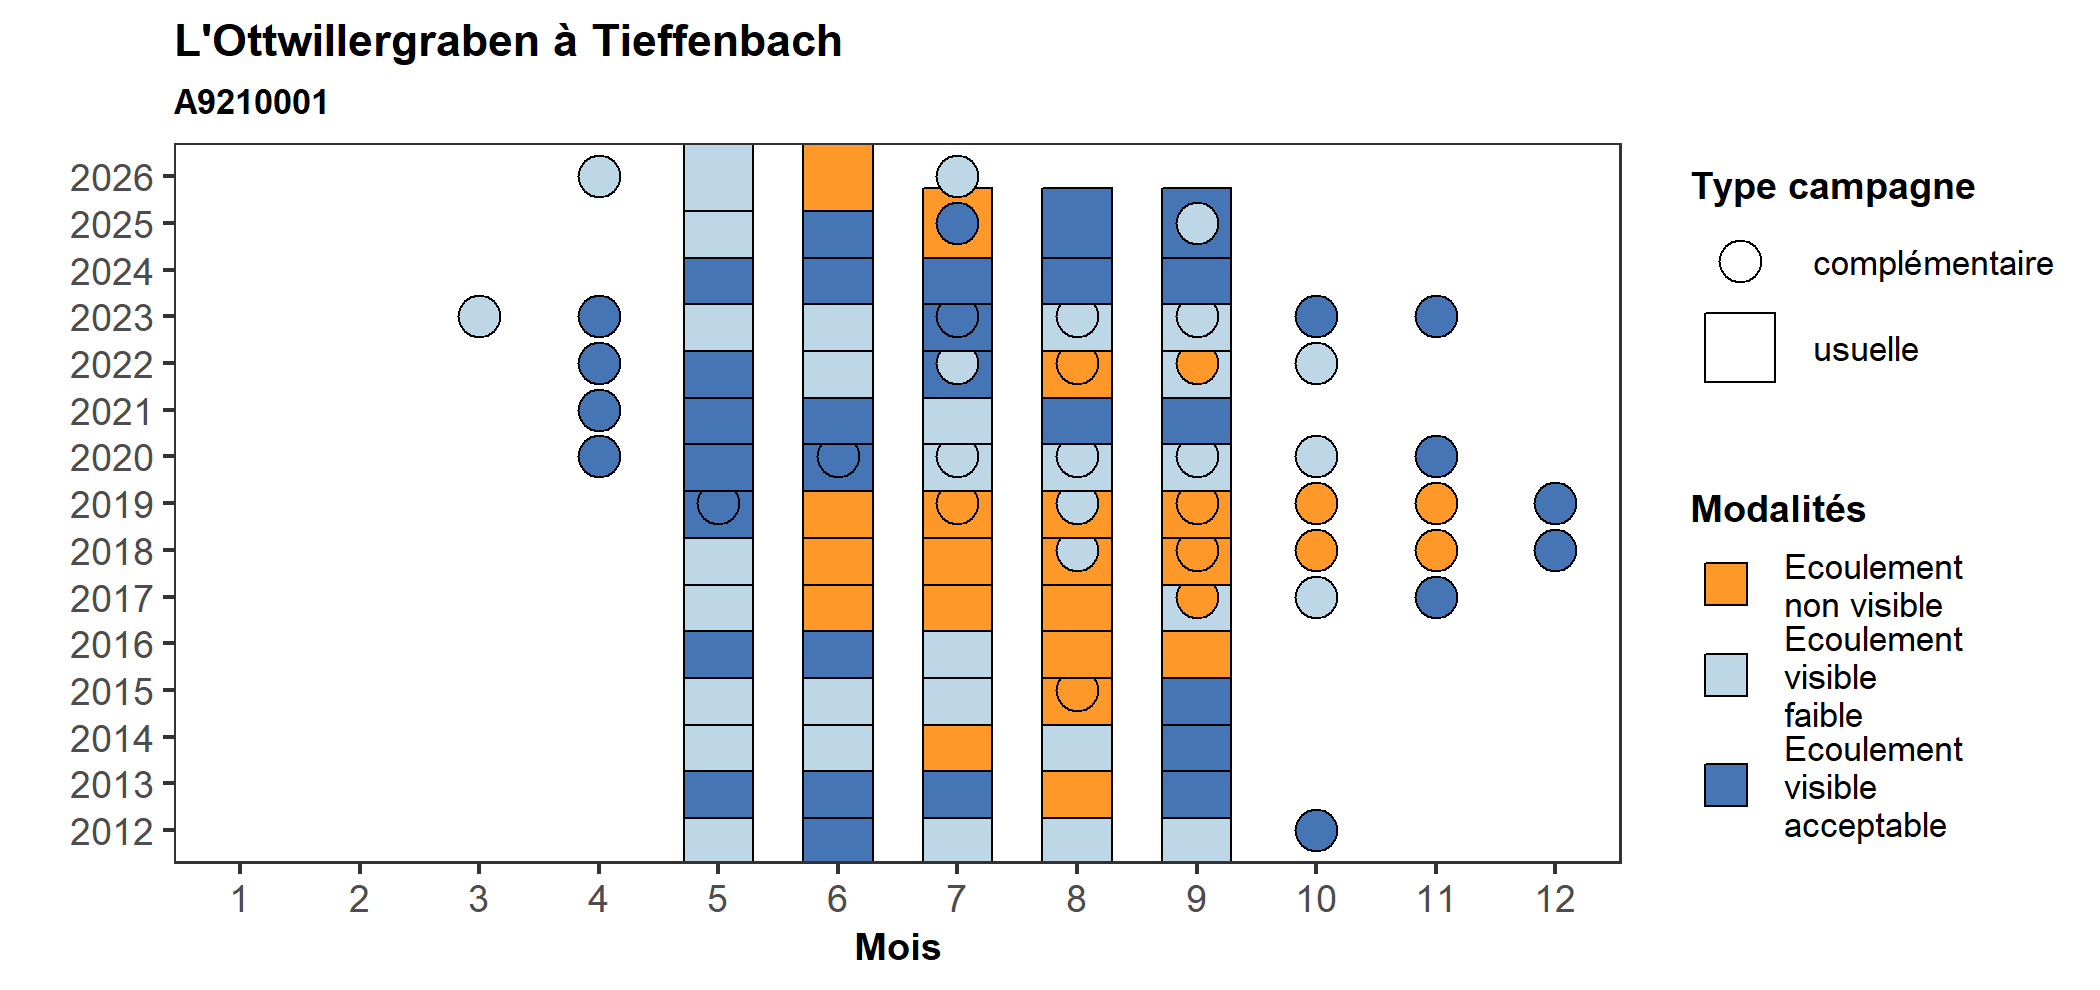 L'Ottwillergraben à Tieffenbach
A9210001
2026
2025
2024
2023
2022
2021
2020
2019
2018
2017
2016
2015
2014
2013
2012
1 2 3 4 5 6 7 8 9 10 11 12
Mois
Type campagne
complémentaire
usuelle
Modalités
Ecoulement
non visible
Ecoulement
visible
faible
Ecoulement
visible
acceptable